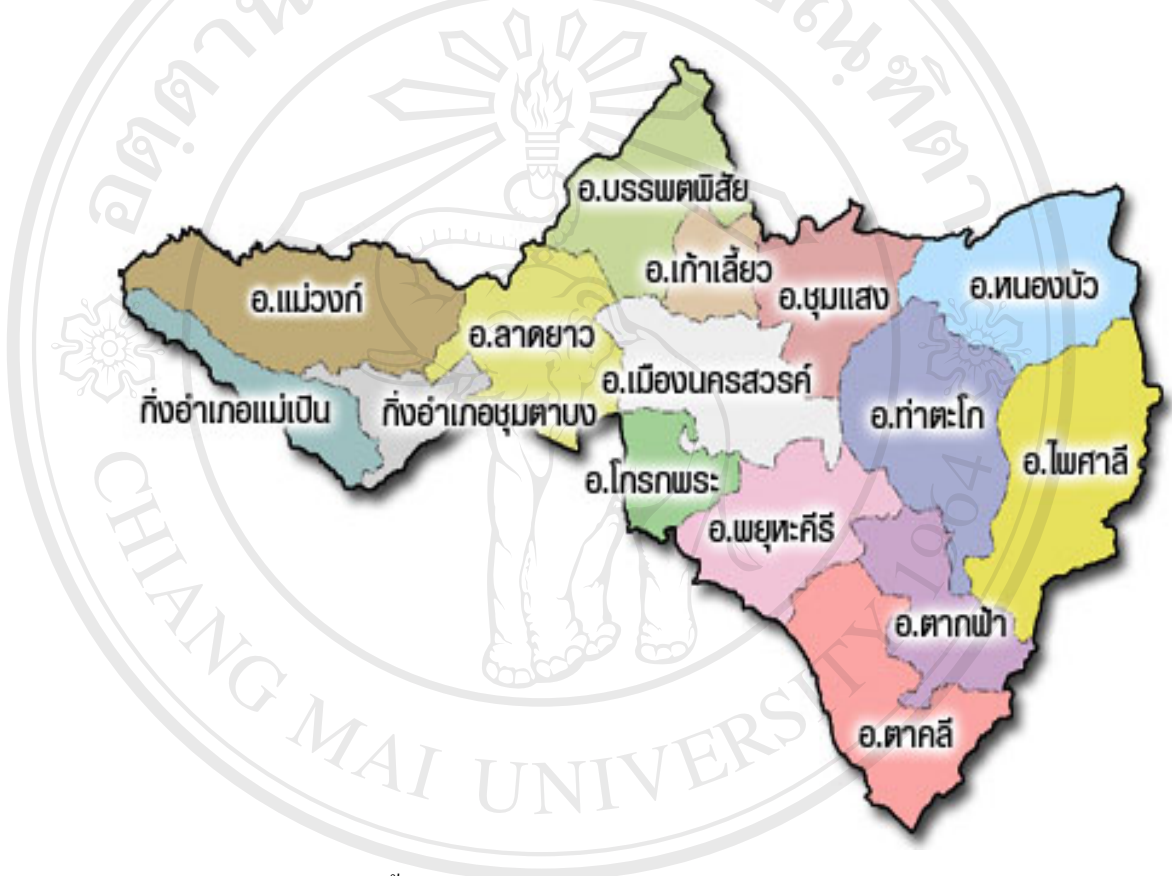 อ.บรรพตพิสัย
อ.เก้าเลี้ยว
อ.ชุมแสง
อ.หนองบัว
อ.แม่วงก์
อ.ลาดยาว
อ.เมืองนครสวรรค์
กิ่งอำเภอแม่เปิน
กิ่งอำเภอชุมตาบง
อ.ท่าตะโก
อ.ไพศาลี
อ.โกรกพระ
อ.พยุหะคีรี
อ.ตากฟ้า
อ.ตาคลี
CHIANG MAI UNIVERSITY 1964